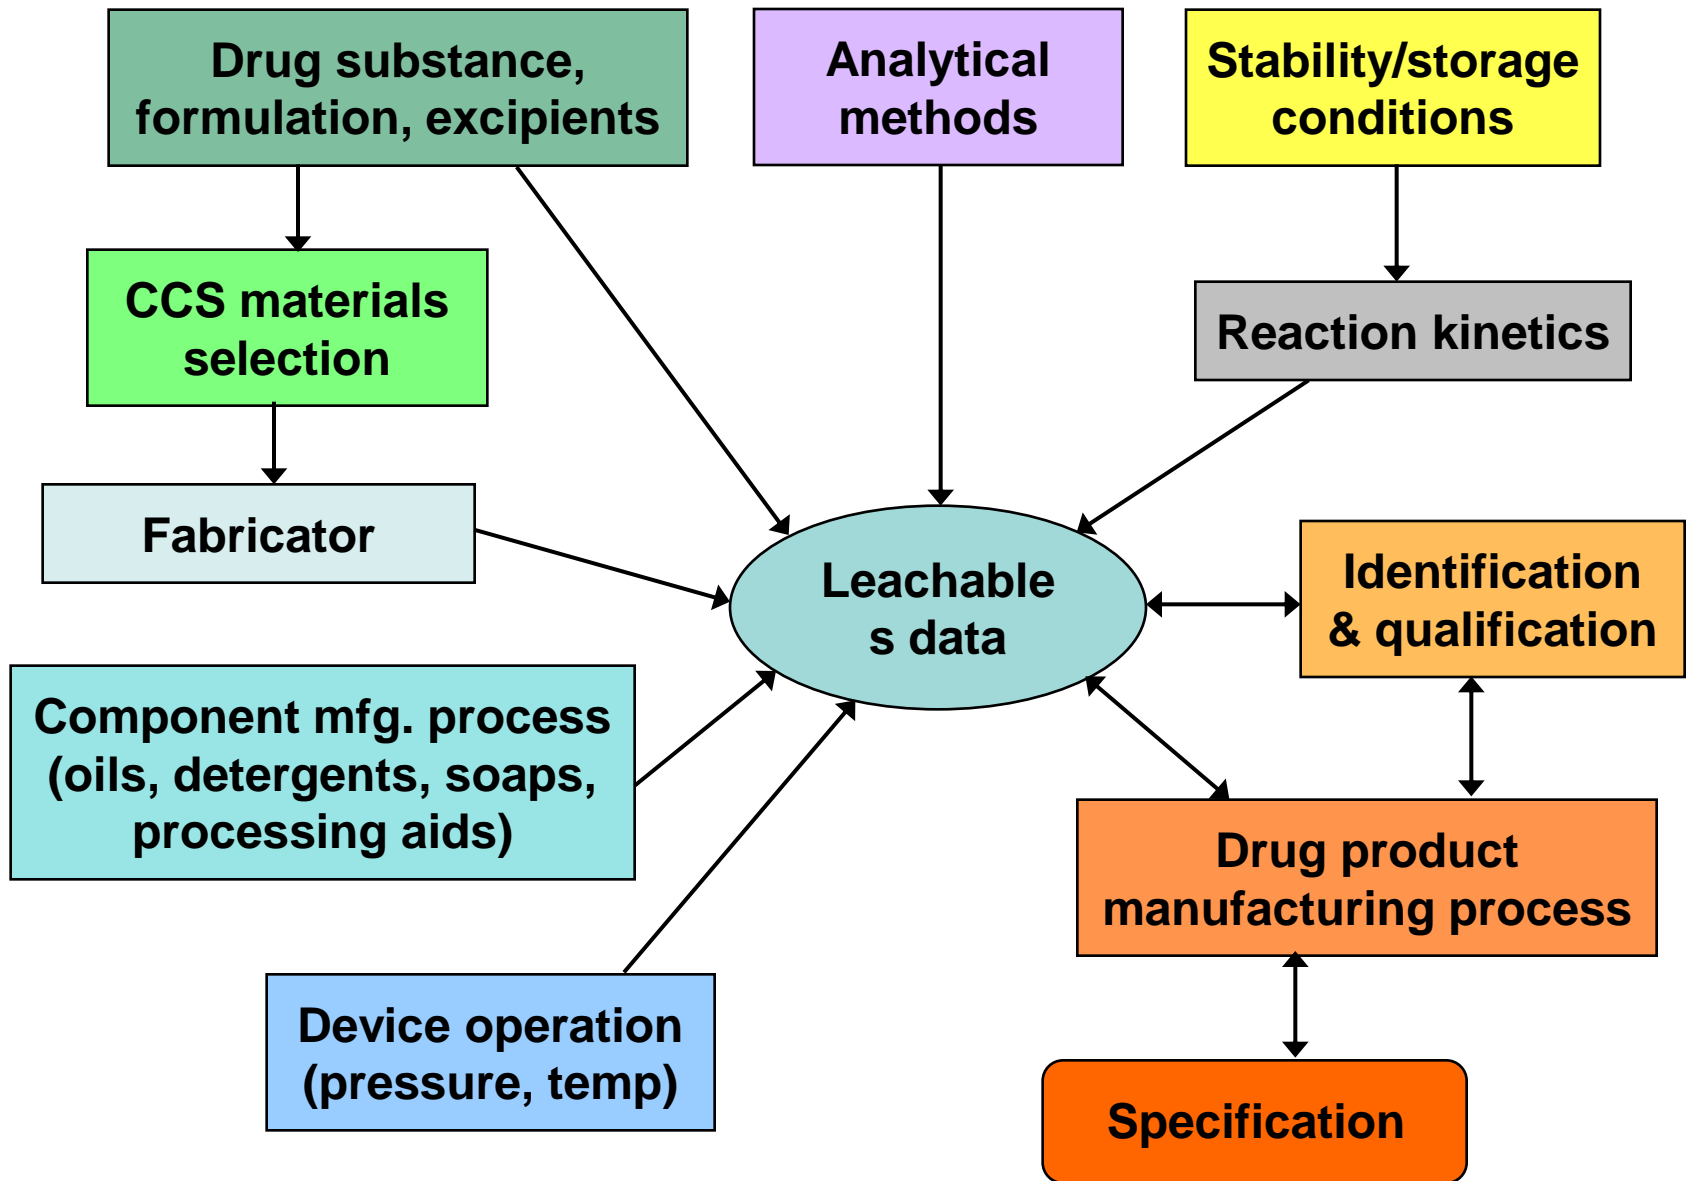 Drug substance,
formulation, excipients
Analytical
methods
Stability/storage
conditions
CCS materials
selection
Reaction kinetics
Fabricator
Leachable
s data
Identification
& qualification
Component mfg. process
(oils, detergents, soaps,
processing aids)
Drug product
manufacturing process
Device operation
(pressure, temp)
Specification